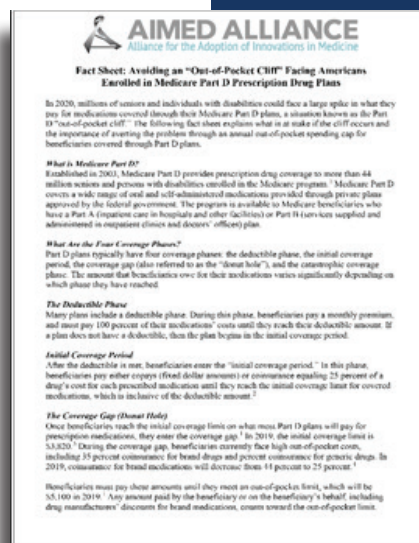 AIMED ALLIANCE
Alliance for the Adoption of Innovations in Medicine
Fact Sheet: Avoiding an "Out-of-Pocket Cliff" Facing Americans
Enrolled in Medicare Part D Prescription Drug Plans
In 2020, millions of seniors and individuals with disabilities could face a large spike in what they
pay for medications covered through their Medicare Part D plans, a situation known as the Part
D "out-of-pocket cliff." The following fact sheet explains what is at stake if the cliff occurs and
the importance of averting the problem through an annual out-of-pocket spending cap for
beneficiaries covered through Part D plans.
What is Medicare Part D?
Established in 2003, Medicare Part D provides prescription drug coverage to more than 44
million seniors and persons with disabilities enrolled in the Medicare program. Medicare Part D
covers a wide range of oral and self-administered medications provided through private plans
approved by the federal government. The program is available to Medicare beneficiaries who
have a Part A (inpatient care in hospitals and other facilities) or Part B (services supplied and
administered in outpatient clinics and doctors' offices) plan.
What Are the Four Coverage Phases?
Part D plans typically have four coverage phases: the deductible phase, the initial coverage
period, the coverage gap (also referred to as the "donut hole"), and the catastrophic coverage
phase. The amount that beneficiaries owe for their medications varies significantly depending on
which phase they have reached.
The Deductible Phase
Many plans include a deductible phase. During this phase, beneficiaries pay a monthly premium,
and must pay 100 percent of their medications' costs until they reach their deductible amount. If
a plan does not have a deductible, then the plan begins in the initial coverage period.
Initial Coverage Period
After the deductible is met, beneficiaries enter the "initial coverage period." In this phase,
beneficiaries pay either copays (fixed dollar amounts) or coinsurance equaling 25 percent of a
drug's cost for each prescribed medication until they reach the initial coverage limit for covered
medications, which is inclusive of the deductible amount.2
The Coverage Gap (Donut Hole)
Once beneficiaries reach the initial coverage limit on what most Part D plans will pay for
prescription medications, they enter the coverage gap. In 2019, the initial coverage limit is
$3,820. During the coverage gap, beneficiaries currently face high out-of-pocket costs,
including 35 percent coinsurance for brand drugs and percent coinsurance for generic drugs. In
2019, coinsurance for brand medications will decrease from 44 percent to 25 percent.
Beneficiaries must pay these amounts until they meet an out-of-pocket limit, which will be
$5,100 in 2019. Any amount paid by the beneficiary or on the beneficiary's behalf, including
drug manufacturers' discounts for brand medications, counts toward the out-of-pocket limit.